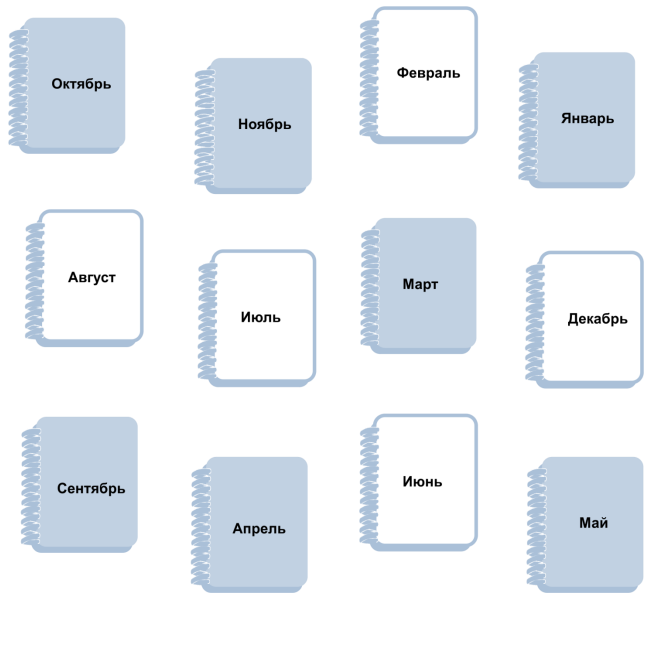 Октябрь
Ноябрь
Февраль
Январь
Август
Июль
Март
Декабрь
Сентябрь
Апрель
Июнь
Май